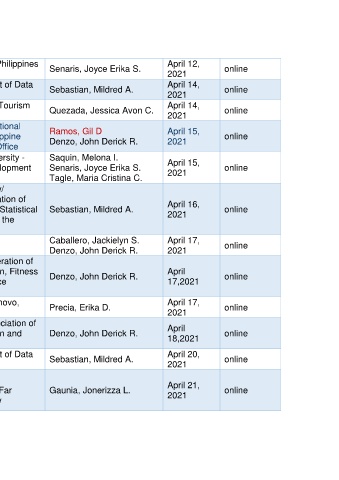 Philippines
Senaris, Joyce Erika S.
April 12,
2021
online
t of Data
Sebastian, Mildred A.
April 14,
2021
online
Tourism
Quezada, Jessica Avon C.
April 14,
2021
online
tional
ppine
Office
Ramos, Gil D
Denzo, John Derick R.
April 15,
2021
online
ersity -
lopment
Saquin, Melona I.
Senaris, Joyce Erika S.
Tagle, Maria Cristina C.
April 15,
2021
online
y/
ation of
Statistical
the
Sebastian, Mildred A.
April 16,
2021
online
Caballero, Jackielyn S.
Denzo, John Derick R.
April 17,
2021
online
eration of
n, Fitness
ce
Denzo, John Derick R.
April
17,2021
online
novo,
Precia, Erika D.
April 17,
2021
online
ciation of
m and
Denzo, John Derick R.
April
18,2021
online
t of Data
Sebastian, Mildred A.
April 20,
2021
online
Far
y
Gaunia, Jonerizza L.
April 21,
2021
online